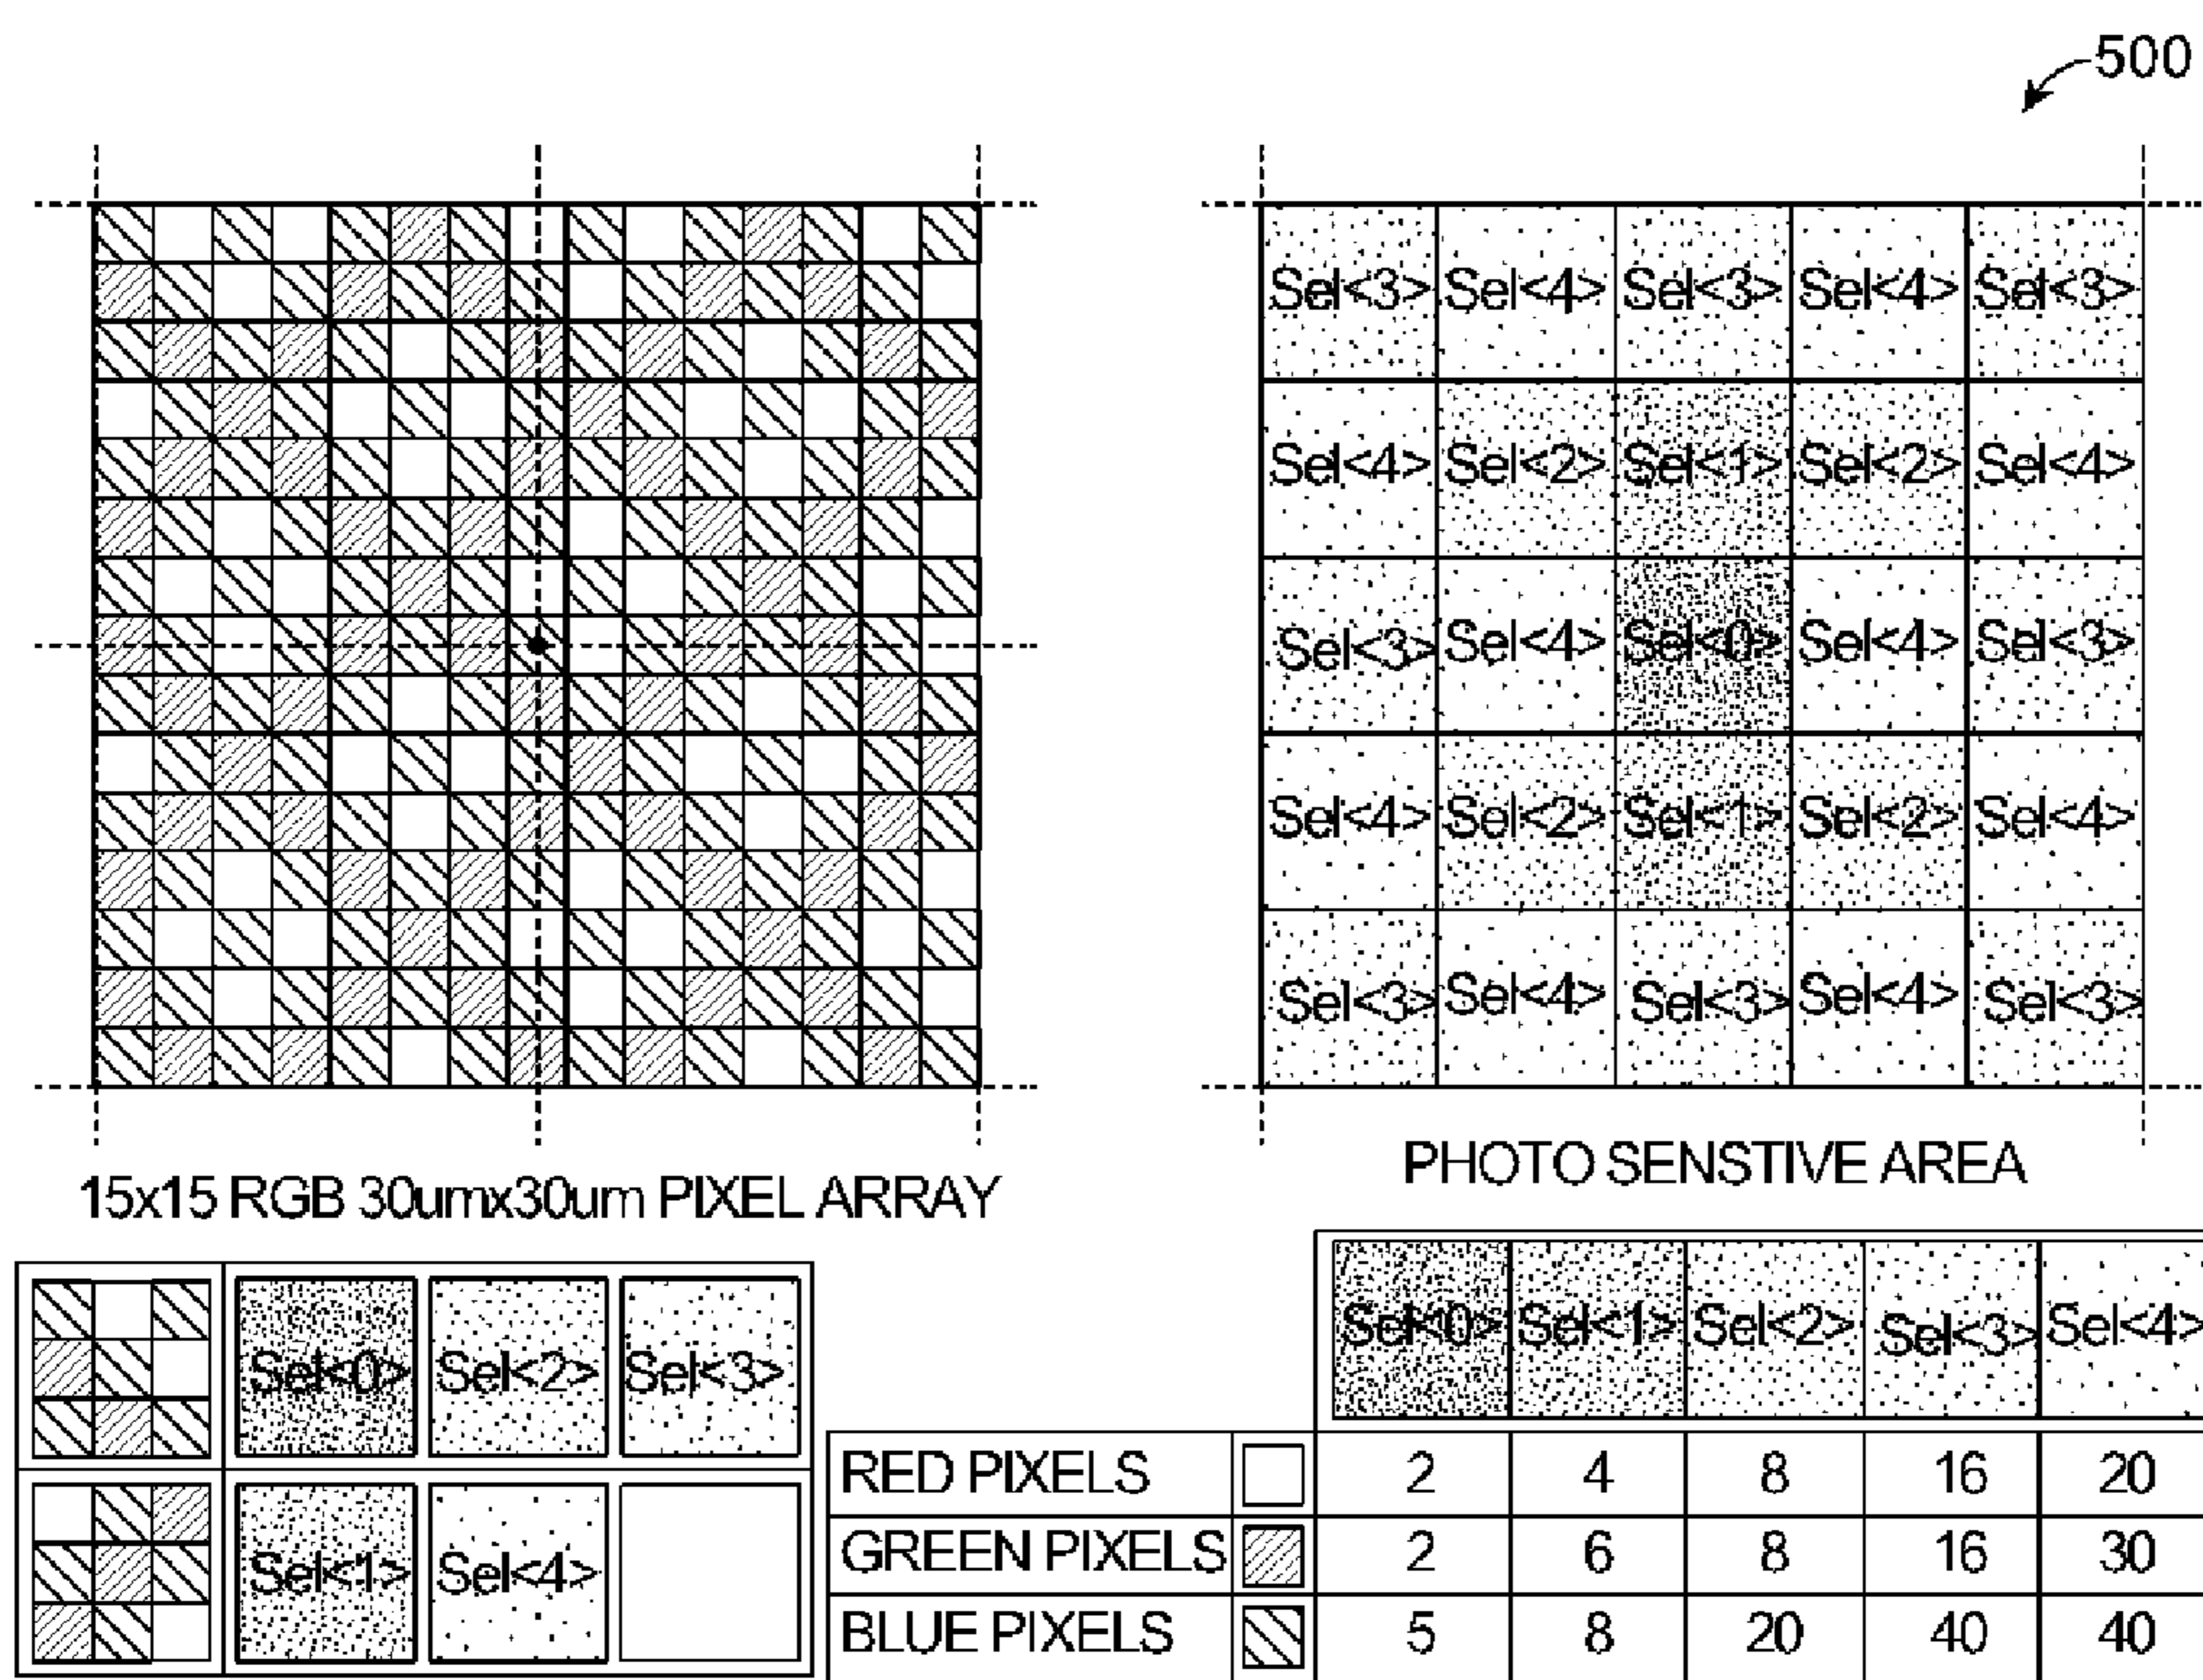 500
Sel<3> Sel<4> Sel<3> Sel<4> Sel<3>
Sel<4> Sel<2> Sel<1> Sel<2> Sel<4>
Sel<3> Sel<4> Sel<0> Sel<4> Sel<3>
Sel<4> Sel<2> Sel<1> Sel<2> Sel<4>
Sel<3> Sel<4> Sel<3> Sel<4> Sel<3>
15x15 RGB 30umx30um PIXEL ARRAY
PHOTO SENSTIVE AREA
Sel<0> Sel<2> Sel<3>
Sel<1> Sel<4>
Sel<0> Sel<1> Sel<2> Sel<3> Sel<4>
RED PIXELS 2 4 8 16 20
GREEN PIXELS 2 6 8 16 30
BLUE PIXELS 5 8 20 40 40